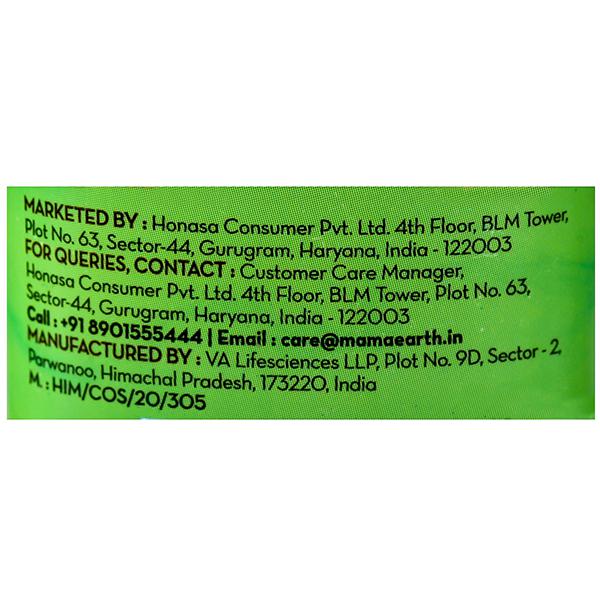 MARKETED BY : Honasa Consumer Pvt. Ltd. 4th Floor, BLM Tower,
Plot No. 63, Sector-44, Gurugram, Haryana, India - 122003
FOR QUERIES, CONTACT : Customer Care Manager,
Honasa Consumer Pvt. Ltd. 4th Floor, BLM Tower, Plot No. 63,
Sector-44, Gurugram, Haryana, India - 122003
Call : +91 8901555444 | Email : care@mamaearth.in
MANUFACTURED BY : VA Lifesciences LLP, Plot No. 9D, Sector - 2,
Parwanoo, Himachal Pradesh, 173220, India
M. : HIM/COS/20/305